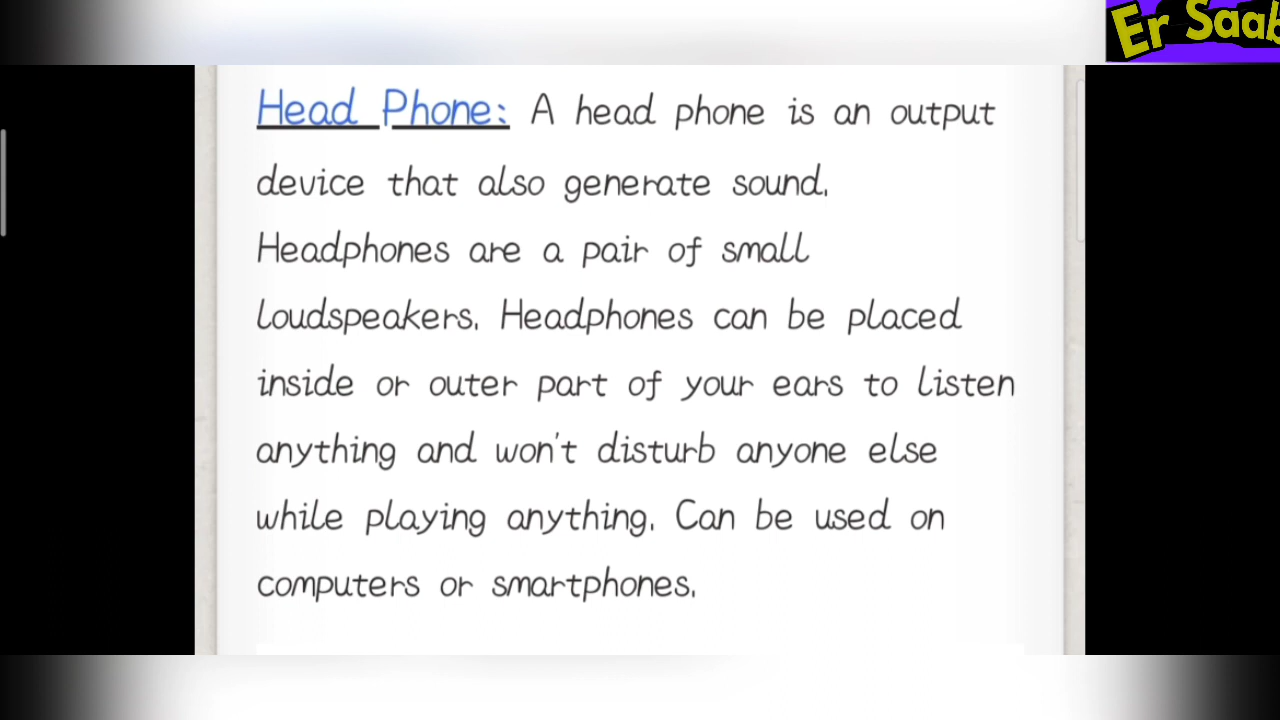 Er Saab
Head Phone: A head phone is an output
device that also generate sound.
Headphones are a pair of small
loudspeakers. Headphones can be placed
inside or outer part of your ears to listen
anything and won't disturb anyone else
while playing anything. Can be used on
computers or smartphones.